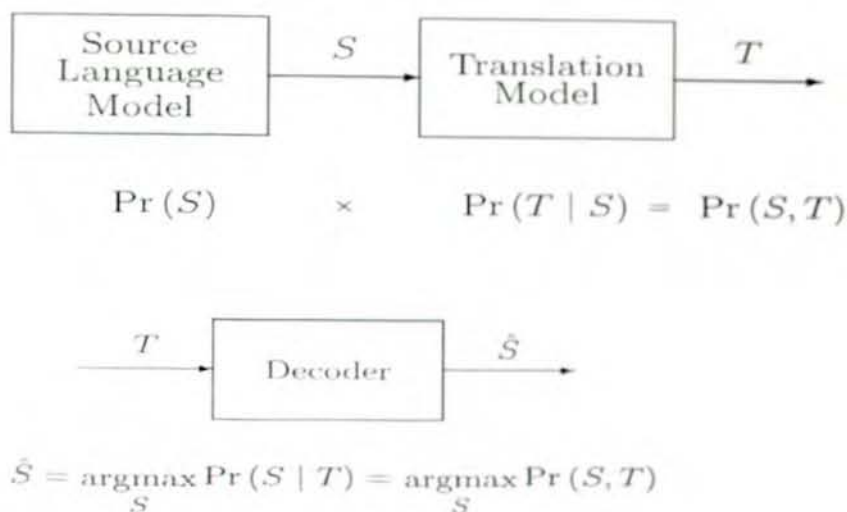 Source
Language
Model
S
Translation
Model
T
Pr (S) × Pr (T | S) = Pr (S, T)
T
Decoder
Ŝ
Ŝ = argmax Pr (S | T) = argmax Pr (S, T)
S S